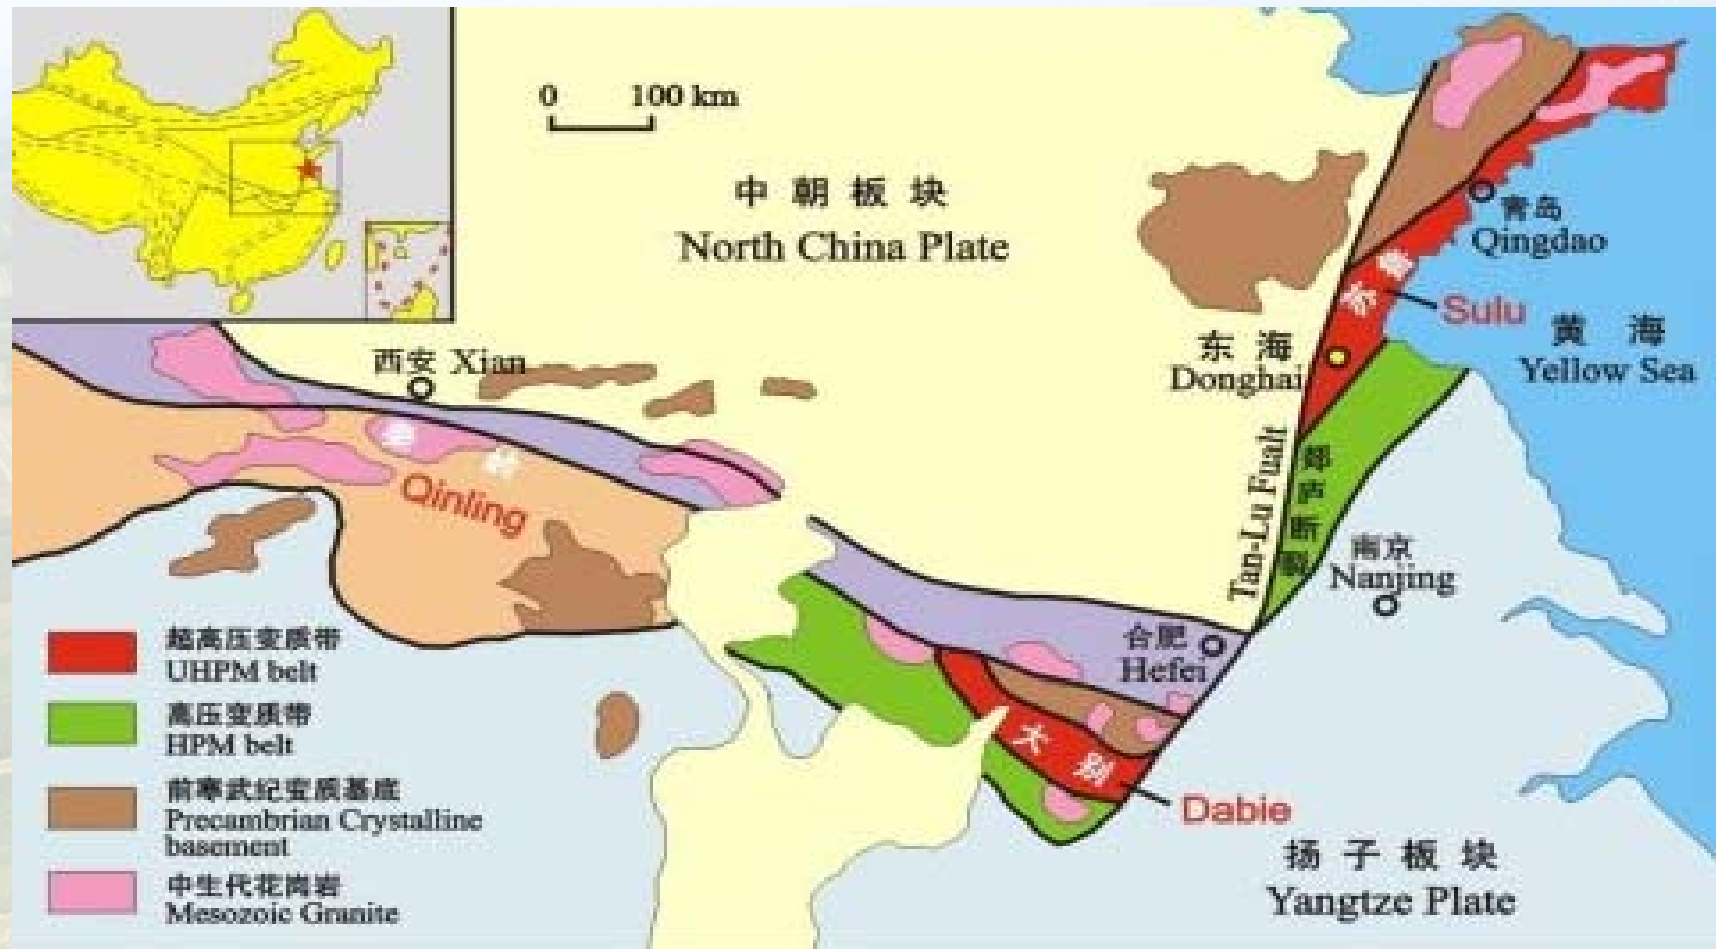 0 100 km
中朝板块
North China Plate
青岛
Qingdao
Sulu
黄 海
Yellow Sea
东 海
Donghai
西安 Xian
Qinling
Tan-Lu Fualt
郯庐断裂
南京
Nanjing
合肥
Hefei
大别
Dabie
扬子板块
Yangtze Plate
超高压变质带
UHPM belt
高压变质带
HPM belt
前寒武纪变质基底
Precambrian Crystalline
basement
中生代花岗岩
Mesozoic Granite